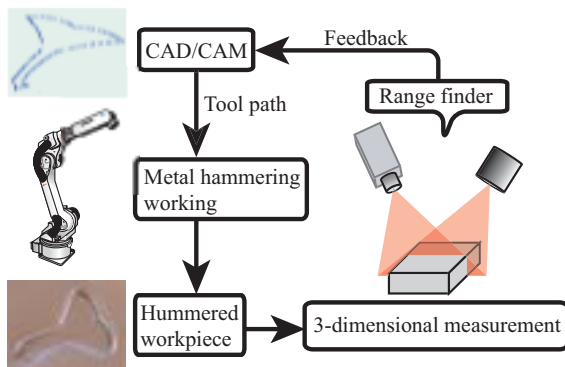 CAD/CAM
Feedback
Range finder
Tool path
Metal hammering
working
Hummered
workpiece
3-dimensional measurement